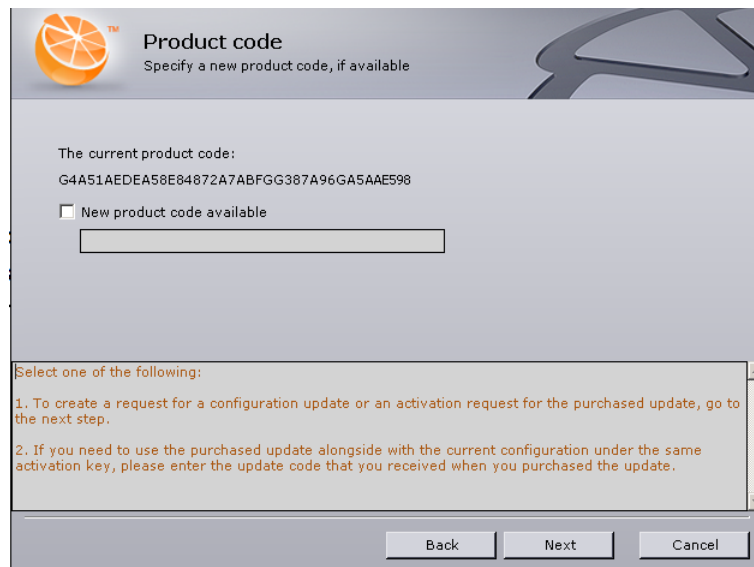 TM
Product code
Specify a new product code, if available
The current product code:
G4A51AEDEA58E84872A7ABFGG387A96GA5AAE598
New product code available
Select one of the following:
1. To create a request for a configuration update or an activation request for the purchased update, go to
the next step.
2. If you need to use the purchased update alongside with the current configuration under the same
activation key, please enter the update code that you received when you purchased the update.
Back
Next
Cancel